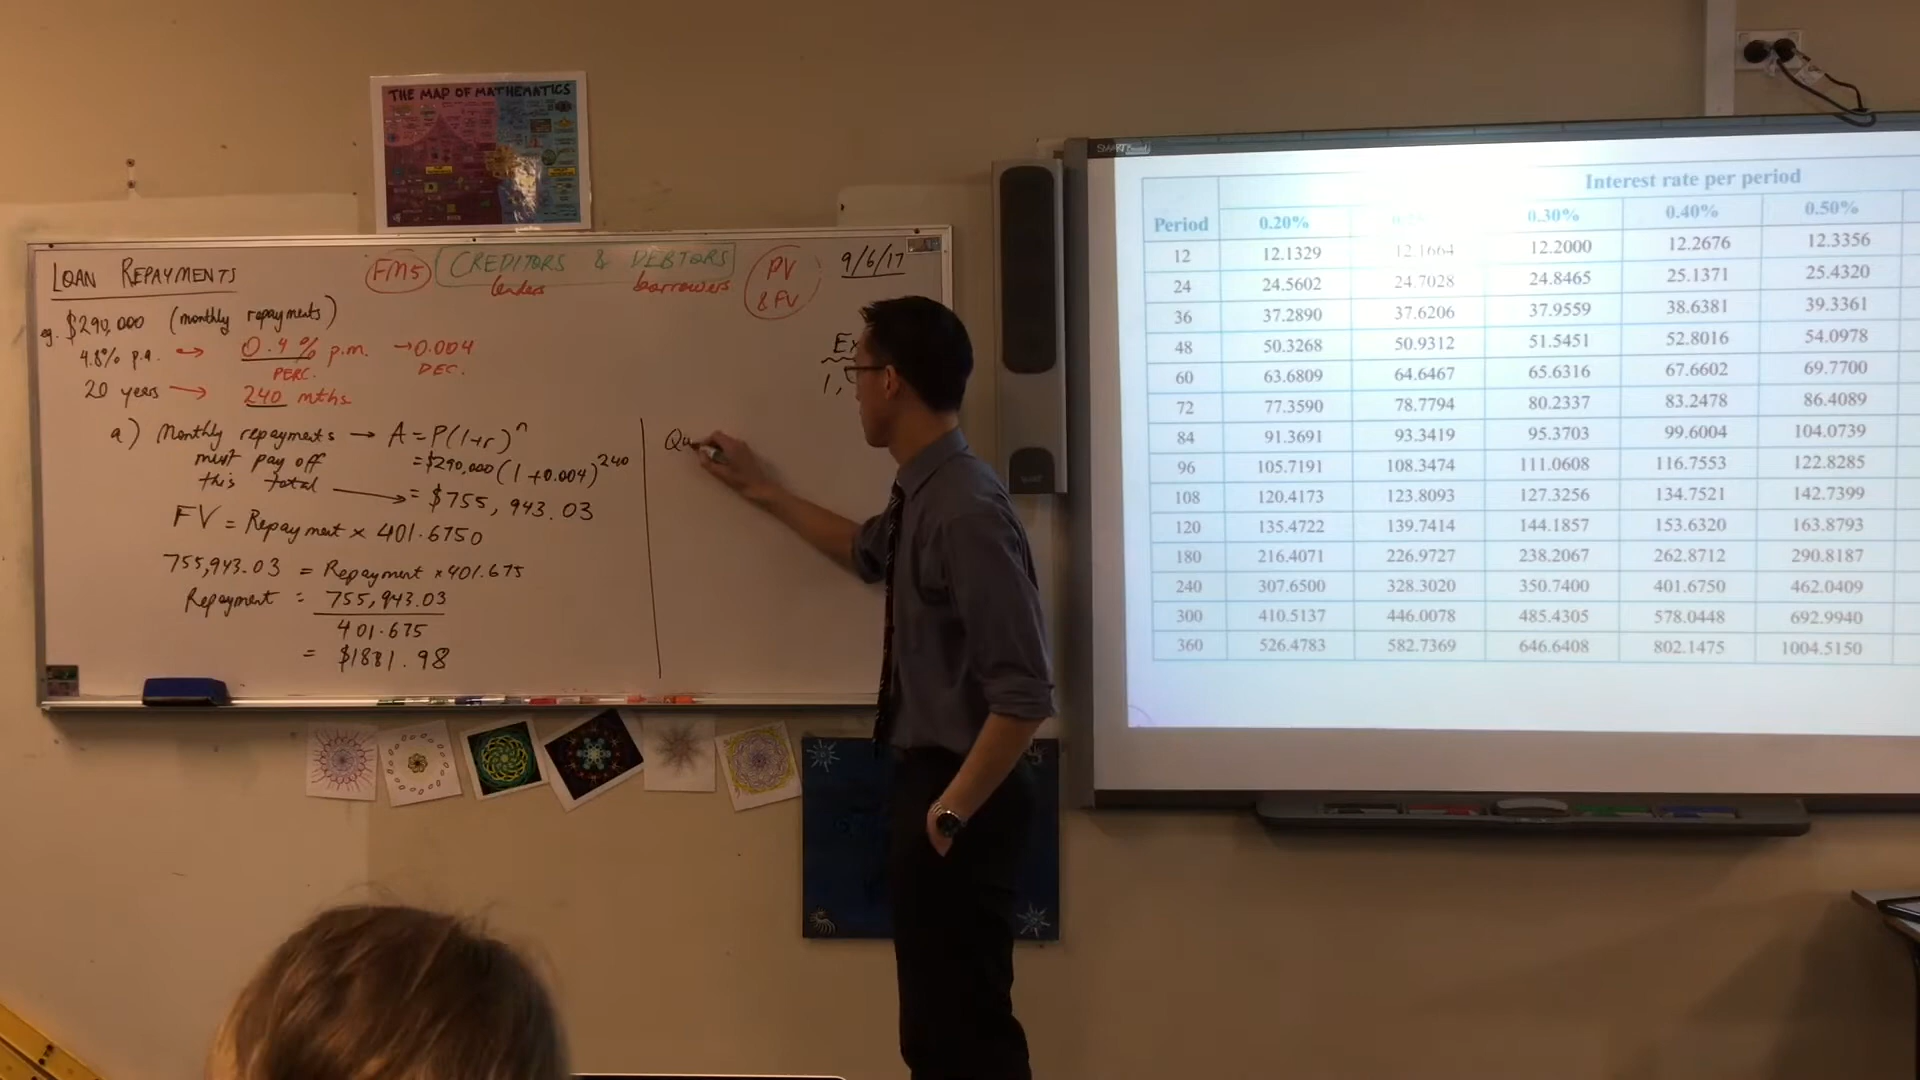 THE MAP OF MATHEMATICS
LOAN REPAYMENTS
FM5
CREDITORS & DEBTORS
lenders borrowers
PV
& FV
9/6/17
eg. $290,000 (monthly repayments)
4.8% p.a. → 0.4% p.m. → 0.004
PERC. DEC.
20 years → 240 mths
a) Monthly repayments → A = P(1+r)^n
must pay off = $290,000 (1 + 0.004)^240
this total → = $755,943.03
FV = Repayment × 401.6750
755,943.03 = Repayment × 401.675
Repayment = 755,943.03
401.675
= $1881.98
Qu
Ex
1,
SMART Board
Interest rate per period
Period 0.20% 0.30% 0.40% 0.50%
12 12.1329 12.1664 12.2000 12.2676 12.3356
24 24.5602 24.7028 24.8465 25.1371 25.4320
36 37.2890 37.6206 37.9559 38.6381 39.3361
48 50.3268 50.9312 51.5451 52.8016 54.0978
60 63.6809 64.6467 65.6316 67.6602 69.7700
72 77.3590 78.7794 80.2337 83.2478 86.4089
84 91.3691 93.3419 95.3703 99.6004 104.0739
96 105.7191 108.3474 111.0608 116.7553 122.8285
108 120.4173 123.8093 127.3256 134.7521 142.7399
120 135.4722 139.7414 144.1857 153.6320 163.8793
180 216.4071 226.9727 238.2067 262.8712 290.8187
240 307.6500 328.3020 350.7400 401.6750 462.0409
300 410.5137 446.0078 485.4305 578.0448 692.9940
360 526.4783 582.7369 646.6408 802.1475 1004.5150